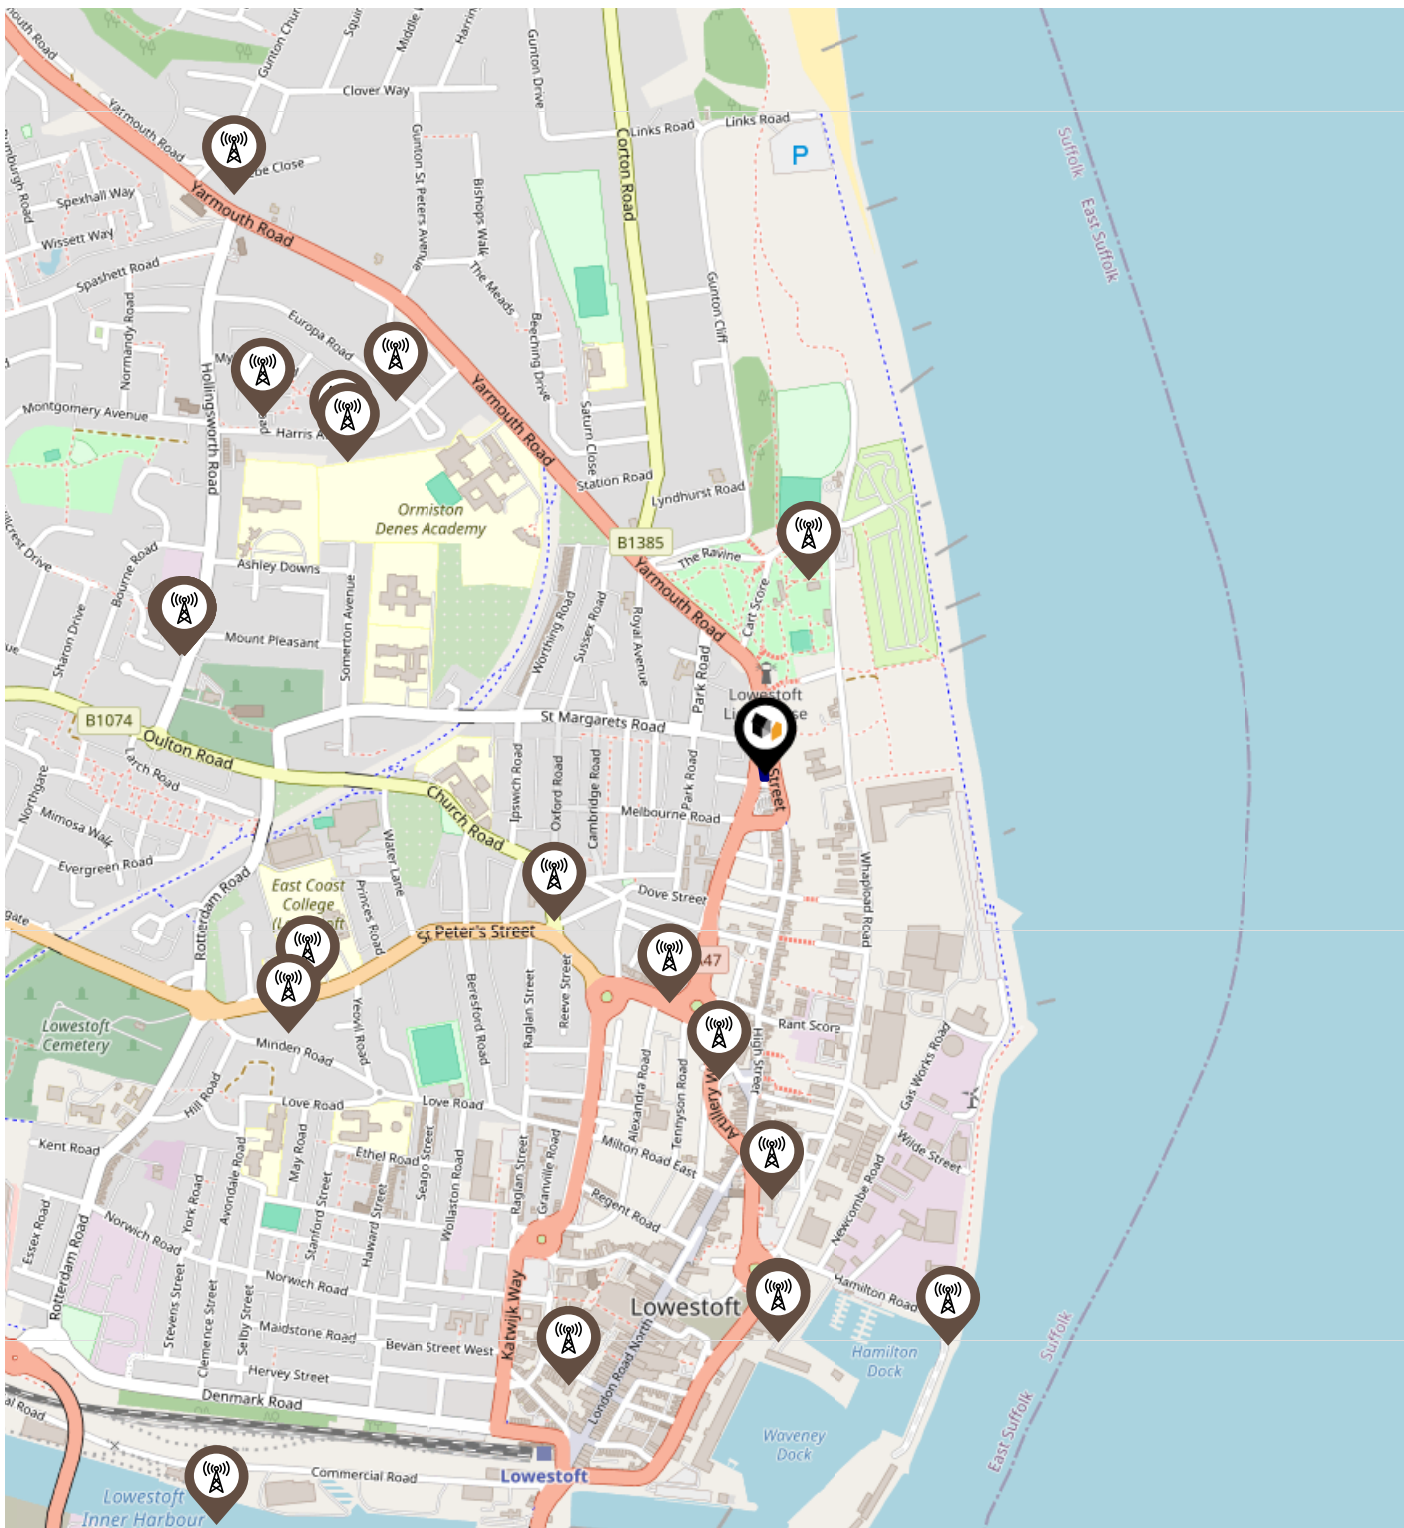 Gunton Drive
Clover Way
Links Road
Links Road
Yarmouth Road
Corton Road
P
Gunton St Peters Avenue
Bishops Walk
Spexhall Way
Yarmouth Road
Wissett Way
Spashett Road
The Meads
Suffolk
East Suffolk
Normandy Road
Europa Road
Beeching Drive
Gunton Cliff
Hollingsworth Road
Yarmouth Road
Montgomery Avenue
Saturn Close
Station Road
Lyndhurst Road
Ormiston
Denes Academy
B1385
The Ravine
Bourne Road
Ashley Downs
Yarmouth Road
Cart Score
Sharon Drive
Mount Pleasant
Somerton Avenue
Worthing Road
Sussex Road
Royal Avenue
Park Road
Lowestoft
B1074
St Margarets Road
Oulton Road
Larch Road
Northgate
Ipswich Road
Oxford Road
Cambridge Road
Park Road
Street
Mimosa Walk
Church Road
Melbourne Road
Evergreen Road
Water Lane
Whapload Road
East Coast
College
Princes Road
Dove Street
Rotterdam Road
St Peter's Street
Raglan Street
Reeve Street
Beresford Road
Yeovil Road
Lowestoft
Cemetery
Minden Road
Rant Score
High Street
Gas Works Road
Alexandra Road
Tennyson Road
Hill Road
Love Road
Love Road
Kent Road
May Road
Ethel Road
Seago Street
Milton Road East
Wilde Street
York Road
Avondale Road
Stanford Street
Haward Street
Wollaston Road
Raglan Street
Granville Road
Regent Road
Newcombe Road
Essex Road
Norwich Road
Norwich Road
Rotterdam Road
Stevens Street
Clemence Street
Selby Street
Maidstone Road
Bevan Street West
Katwijk Way
Lowestoft
Hamilton Road
Hamilton
Dock
Suffolk
East Suffolk
Hervey Street
Denmark Road
London Road North
Waveney
Dock
Commercial Road
Lowestoft
Lowestoft
Inner Harbour